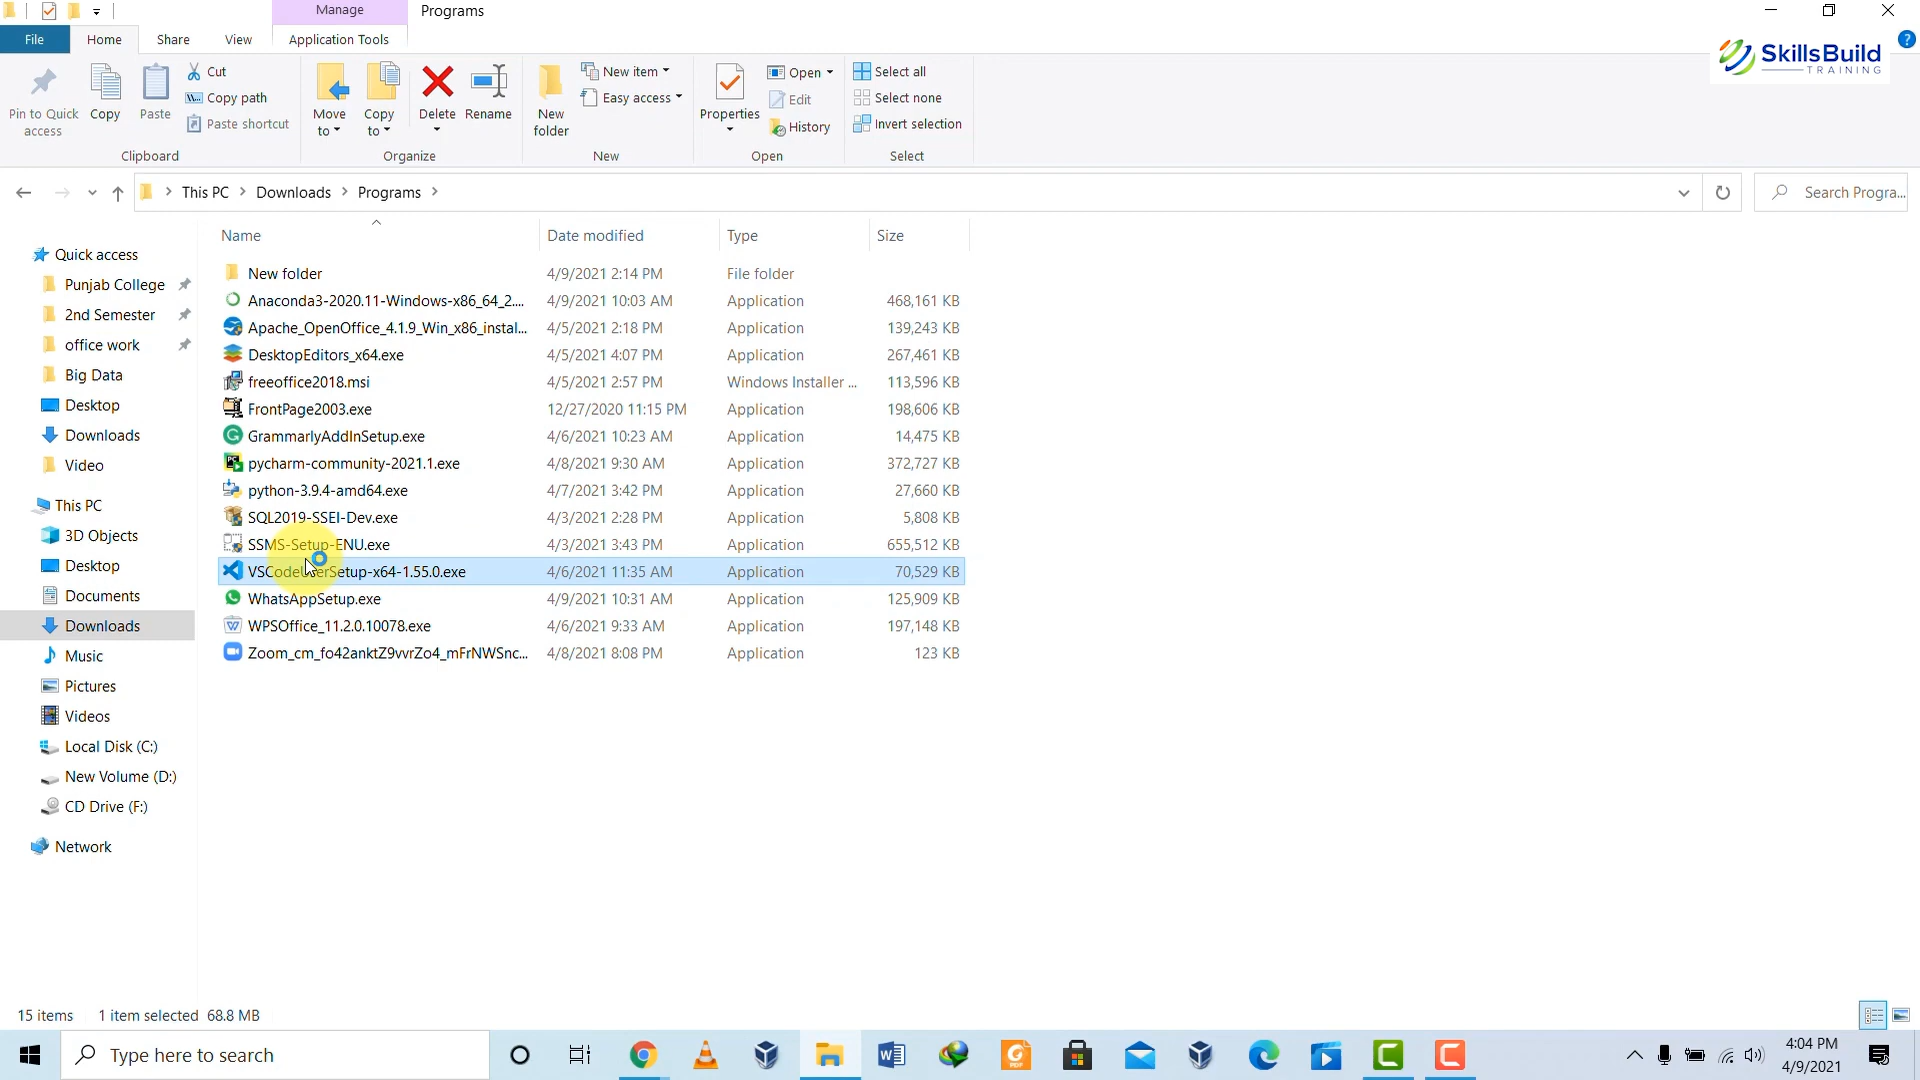 Manage
Programs
File
Home
Share
View
Application Tools
SkillsBuild
TRAINING
Pin to Quick
access
Copy
Paste
Cut
Copy path
Paste shortcut
Clipboard
Move
to
Copy
to
Delete
Rename
Organize
New
folder
New item
Easy access
New
Properties
Open
Edit
History
Open
Select all
Select none
Invert selection
Select
This PC
Downloads
Programs
Search Progra...
Name
Date modified
Type
Size
New folder 4/9/2021 2:14 PM File folder
Anaconda3-2020.11-Windows-x86_64_2.... 4/9/2021 10:03 AM Application 468,161 KB
Apache_OpenOffice_4.1.9_Win_x86_instal... 4/5/2021 2:18 PM Application 139,243 KB
DesktopEditors_x64.exe 4/5/2021 4:07 PM Application 267,461 KB
freeoffice2018.msi 4/5/2021 2:57 PM Windows Installer ... 113,596 KB
FrontPage2003.exe 12/27/2020 11:15 PM Application 198,606 KB
GrammarlyAddInSetup.exe 4/6/2021 10:23 AM Application 14,475 KB
pycharm-community-2021.1.exe 4/8/2021 9:30 AM Application 372,727 KB
python-3.9.4-amd64.exe 4/7/2021 3:42 PM Application 27,660 KB
SQL2019-SSEI-Dev.exe 4/3/2021 2:28 PM Application 5,808 KB
SSMS-Setup-ENU.exe 4/3/2021 3:43 PM Application 655,512 KB
VSCodeUserSetup-x64-1.55.0.exe 4/6/2021 11:35 AM Application 70,529 KB
WhatsAppSetup.exe 4/9/2021 10:31 AM Application 125,909 KB
WPSOffice_11.2.0.10078.exe 4/6/2021 9:33 AM Application 197,148 KB
Zoom_cm_fo42anktZ9vvrZo4_mFrNWSnc... 4/8/2021 8:08 PM Application 123 KB
Quick access
Punjab College
2nd Semester
office work
Big Data
Desktop
Downloads
Video
This PC
3D Objects
Desktop
Documents
Downloads
Music
Pictures
Videos
Local Disk (C:)
New Volume (D:)
CD Drive (F:)
Network
15 items 1 item selected 68.8 MB
Type here to search
4:04 PM
4/9/2021